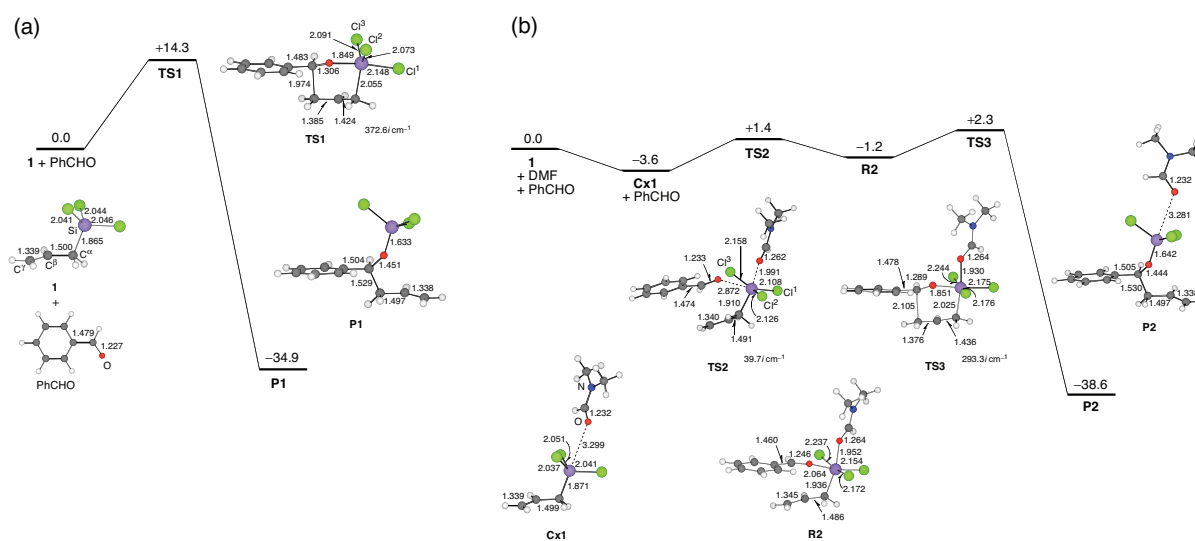 (a)
+14.3
TS1
0.0
1 + PhCHO
Cl3
Cl2
2.091
2.073
1.483
1.849
1.306
2.148
Cl1
1.974
2.055
1.385
1.424
TS1
372.6i cm−1
2.044
2.041
2.046
Si
1.865
1.339
1.500
Cα
Cγ
Cβ
1
+
1.479
1.227
O
PhCHO
1.633
1.504
1.451
1.529
1.338
1.497
P1
−34.9
P1
(b)
0.0
1
+ DMF
+ PhCHO
−3.6
Cx1
+ PhCHO
+1.4
TS2
−1.2
R2
+2.3
TS3
−38.6
P2
2.158
1.262
1.233
Cl3
1.991
2.108
2.872
Cl1
1.474
1.910
Cl2
1.340
2.126
1.491
TS2
39.7i cm−1
1.264
1.478
2.244
1.930
1.289
2.175
1.851
2.105
2.025
2.176
1.376
1.436
TS3
293.3i cm−1
1.232
3.281
1.642
1.505
1.444
1.530
1.338
1.497
P2
N
1.232
O
2.051
3.299
2.037
2.041
1.871
1.339
1.499
Cx1
1.264
2.237
1.460
1.952
1.246
2.154
2.064
1.936
2.172
1.345
1.486
R2